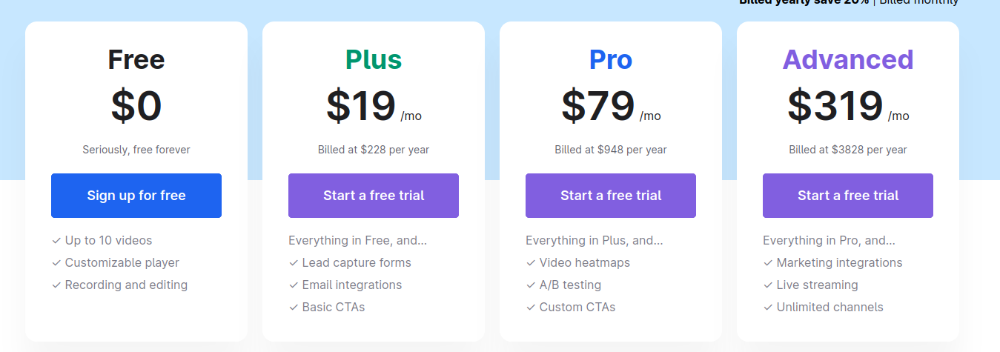 Billed yearly save 20% | Billed monthly
Free
$0
Seriously, free forever
Sign up for free
✓ Up to 10 videos
✓ Customizable player
✓ Recording and editing
Plus
$19 /mo
Billed at $228 per year
Start a free trial
Everything in Free, and...
✓ Lead capture forms
✓ Email integrations
✓ Basic CTAs
Pro
$79 /mo
Billed at $948 per year
Start a free trial
Everything in Plus, and...
✓ Video heatmaps
✓ A/B testing
✓ Custom CTAs
Advanced
$319 /mo
Billed at $3828 per year
Start a free trial
Everything in Pro, and...
✓ Marketing integrations
✓ Live streaming
✓ Unlimited channels